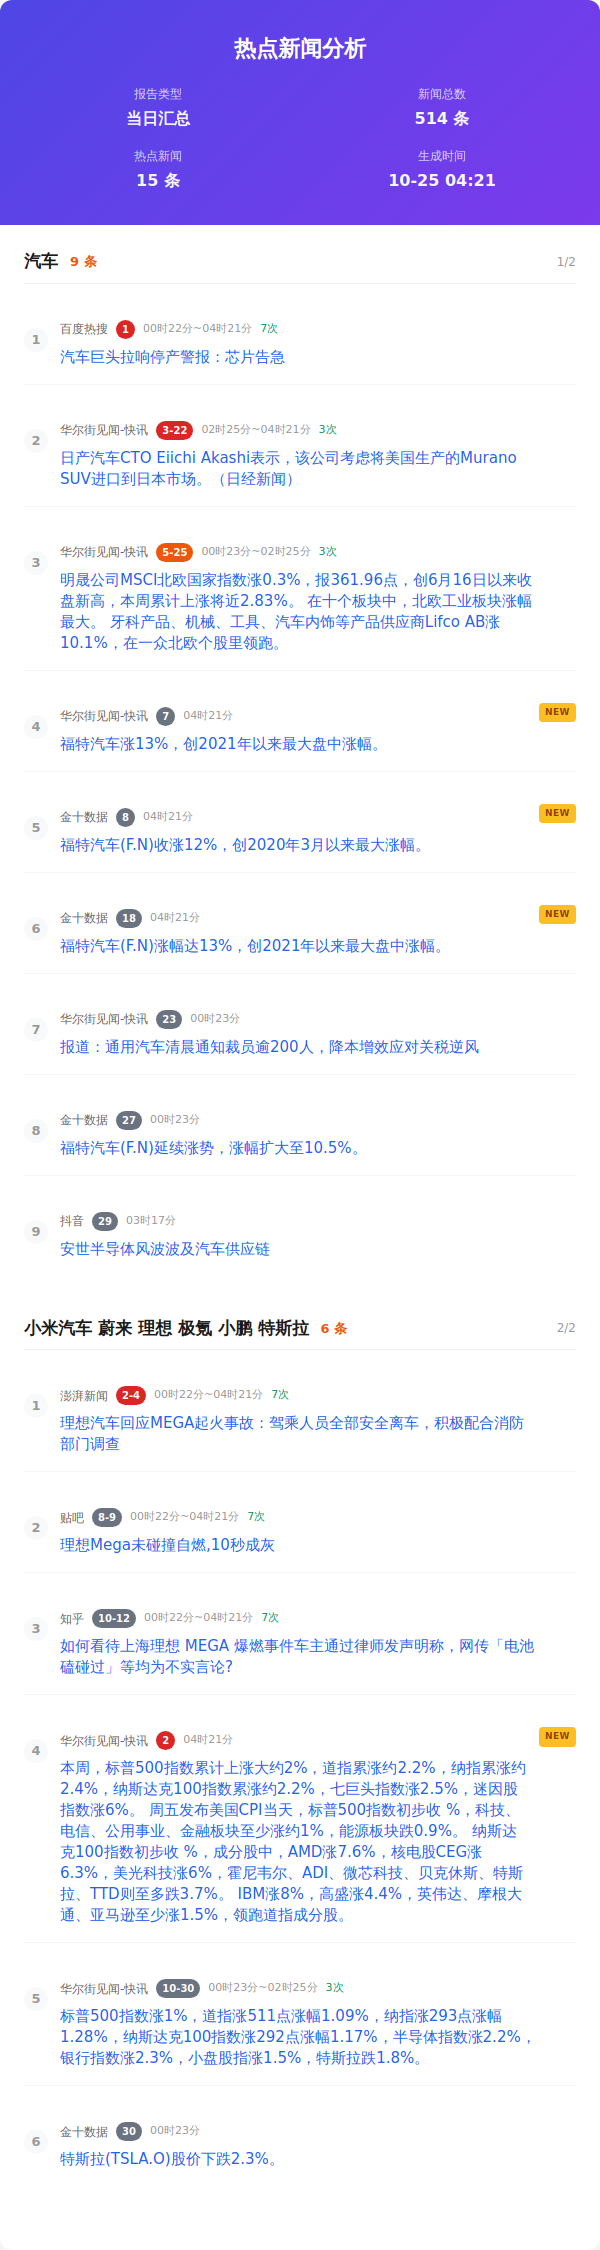 热点新闻分析
报告类型
新闻总数
当日汇总
514 条
热点新闻
生成时间
15 条
10-25 04:21
汽车 9 条 1/2
1
百度热搜 1 00时22分~04时21分 7次
汽车巨头拉响停产警报：芯片告急
2
华尔街见闻-快讯 3-22 02时25分~04时21分 3次
日产汽车CTO Eiichi Akashi表示，该公司考虑将美国生产的Murano
SUV进口到日本市场。（日经新闻）
3
华尔街见闻-快讯 5-25 00时23分~02时25分 3次
明晟公司MSCI北欧国家指数涨0.3%，报361.96点，创6月16日以来收
盘新高，本周累计上涨将近2.83%。 在十个板块中，北欧工业板块涨幅
最大。 牙科产品、机械、工具、汽车内饰等产品供应商Lifco AB涨
10.1%，在一众北欧个股里领跑。
4
华尔街见闻-快讯 7 04时21分 NEW
福特汽车涨13%，创2021年以来最大盘中涨幅。
5
金十数据 8 04时21分 NEW
福特汽车(F.N)收涨12%，创2020年3月以来最大涨幅。
6
金十数据 18 04时21分 NEW
福特汽车(F.N)涨幅达13%，创2021年以来最大盘中涨幅。
7
华尔街见闻-快讯 23 00时23分
报道：通用汽车清晨通知裁员逾200人，降本增效应对关税逆风
8
金十数据 27 00时23分
福特汽车(F.N)延续涨势，涨幅扩大至10.5%。
9
抖音 29 03时17分
安世半导体风波波及汽车供应链
小米汽车 蔚来 理想 极氪 小鹏 特斯拉 6 条 2/2
1
澎湃新闻 2-4 00时22分~04时21分 7次
理想汽车回应MEGA起火事故：驾乘人员全部安全离车，积极配合消防
部门调查
2
贴吧 8-9 00时22分~04时21分 7次
理想Mega未碰撞自燃,10秒成灰
3
知乎 10-12 00时22分~04时21分 7次
如何看待上海理想 MEGA 爆燃事件车主通过律师发声明称，网传「电池
磕碰过」等均为不实言论?
4
华尔街见闻-快讯 2 04时21分 NEW
本周，标普500指数累计上涨大约2%，道指累涨约2.2%，纳指累涨约
2.4%，纳斯达克100指数累涨约2.2%，七巨头指数涨2.5%，迷因股
指数涨6%。 周五发布美国CPI当天，标普500指数初步收 %，科技、
电信、公用事业、金融板块至少涨约1%，能源板块跌0.9%。 纳斯达
克100指数初步收 %，成分股中，AMD涨7.6%，核电股CEG涨
6.3%，美光科技涨6%，霍尼韦尔、ADI、微芯科技、贝克休斯、特斯
拉、TTD则至多跌3.7%。 IBM涨8%，高盛涨4.4%，英伟达、摩根大
通、亚马逊至少涨1.5%，领跑道指成分股。
5
华尔街见闻-快讯 10-30 00时23分~02时25分 3次
标普500指数涨1%，道指涨511点涨幅1.09%，纳指涨293点涨幅
1.28%，纳斯达克100指数涨292点涨幅1.17%，半导体指数涨2.2%，
银行指数涨2.3%，小盘股指涨1.5%，特斯拉跌1.8%。
6
金十数据 30 00时23分
特斯拉(TSLA.O)股价下跌2.3%。